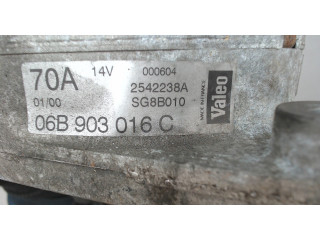 70A 14V 000604
2542238A
01/00 SG8B010
06B 903 016 C
Valeo